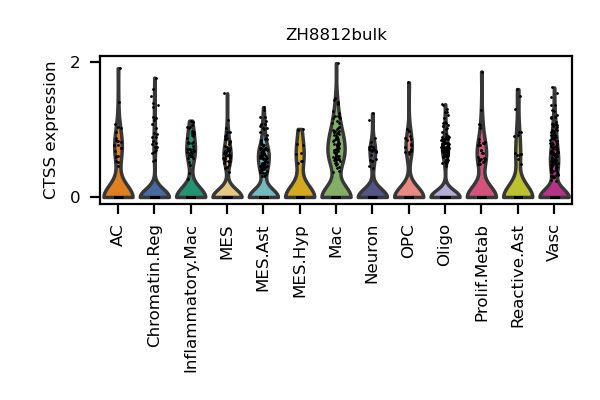 ZH8812bulk
CTSS expression
2
0
AC
Chromatin.Reg
Inflammatory.Mac
MES
MES.Ast
MES.Hyp
Mac
Neuron
OPC
Oligo
Prolif.Metab
Reactive.Ast
Vasc